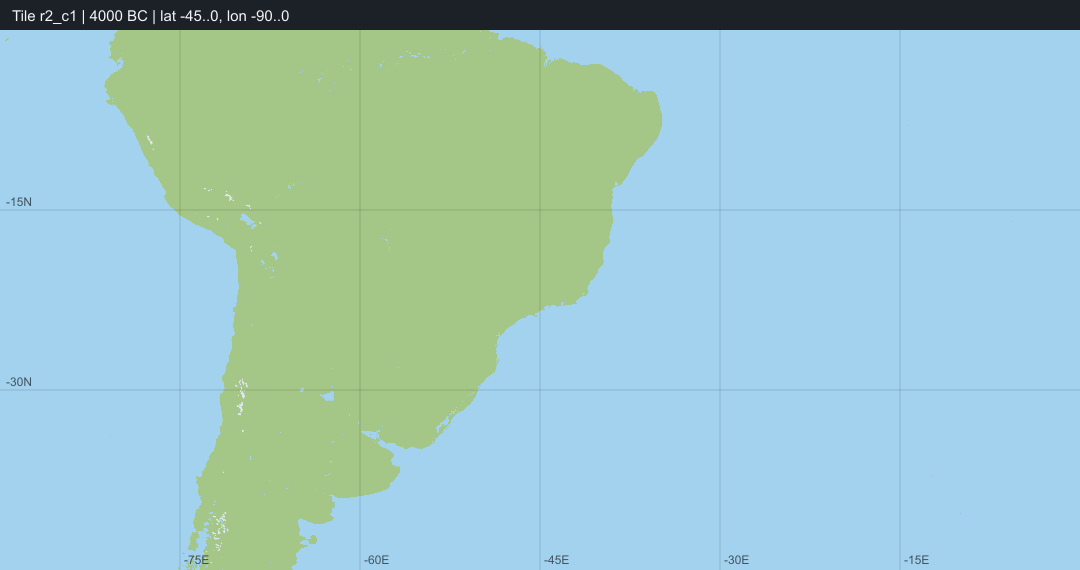 Tile r2_c1 | 4000 BC | lat -45..0, lon -90..0
-15N
-30N
-75E
-60E
-45E
-30E
-15E